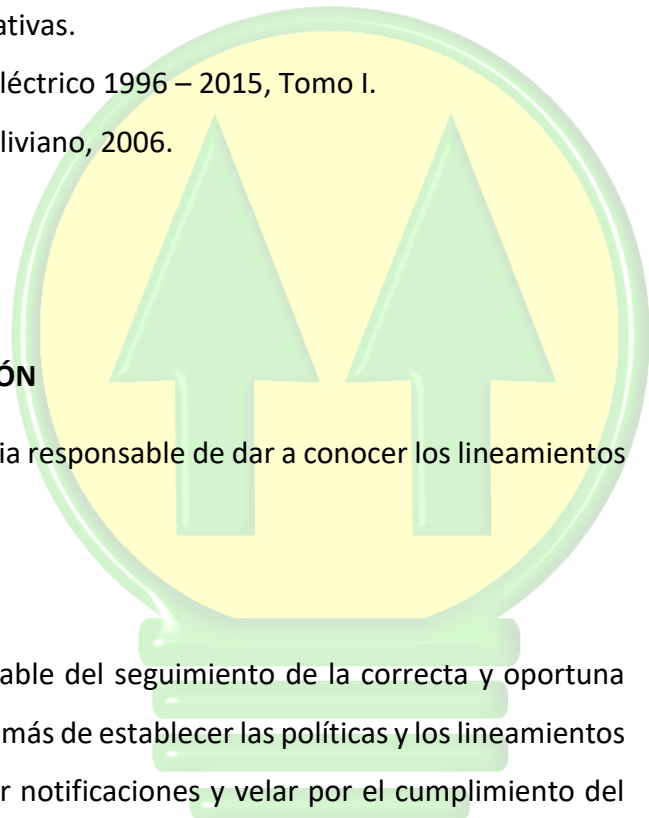 ativas.
léctrico 1996 – 2015, Tomo I.
liviano, 2006.
ÓN
ia responsable de dar a conocer los lineamientos
able del seguimiento de la correcta y oportuna
más de establecer las políticas y los lineamientos
r notificaciones y velar por el cumplimiento del